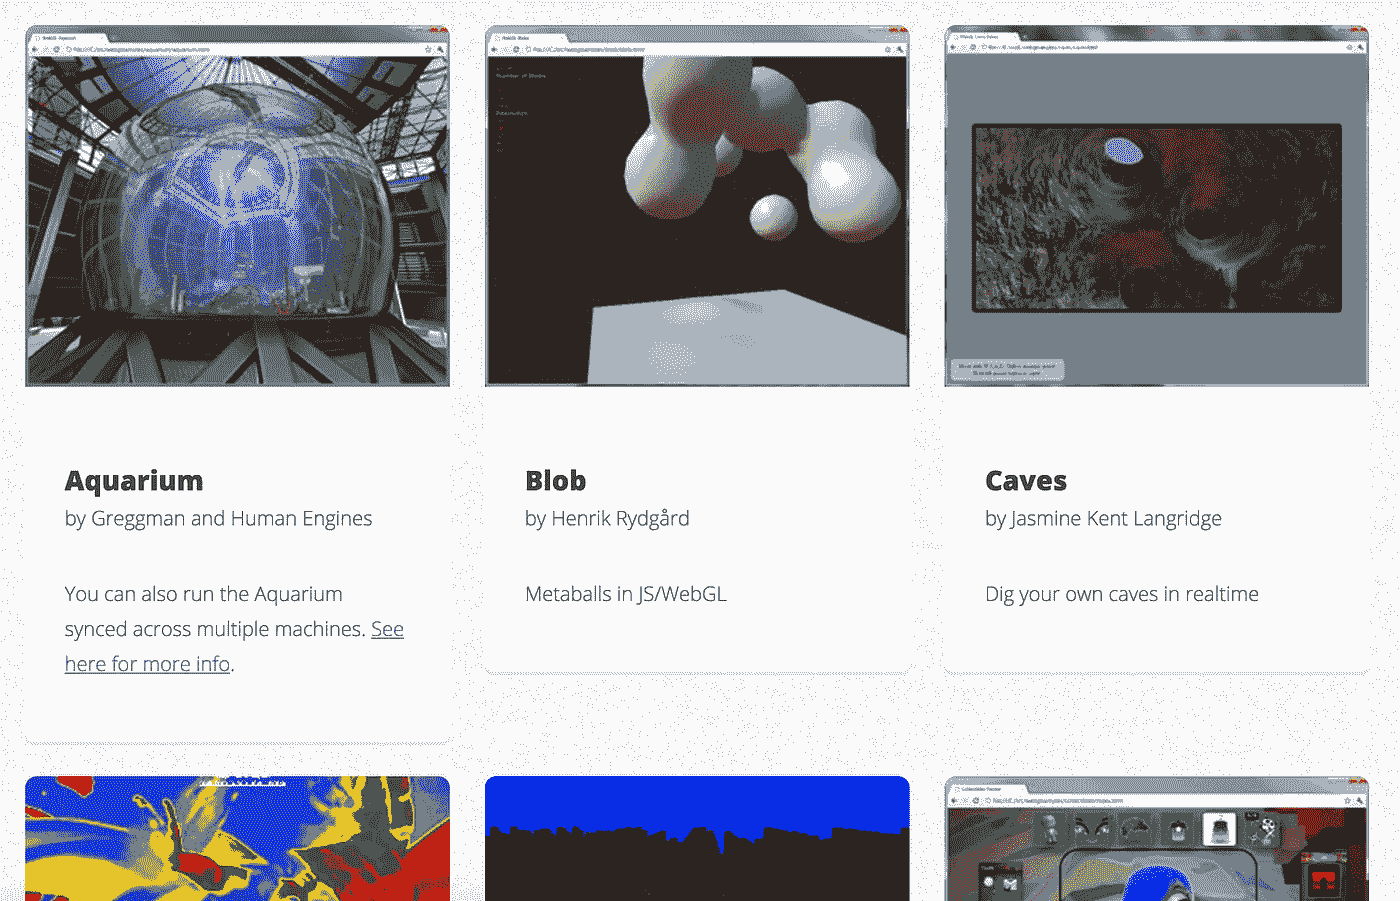 Aquarium
by Greggman and Human Engines
You can also run the Aquarium
synced across multiple machines. See
here for more info.
Blob
by Henrik Rydgård
Metaballs in JS/WebGL
Caves
by Jasmine Kent Langridge
Dig your own caves in realtime